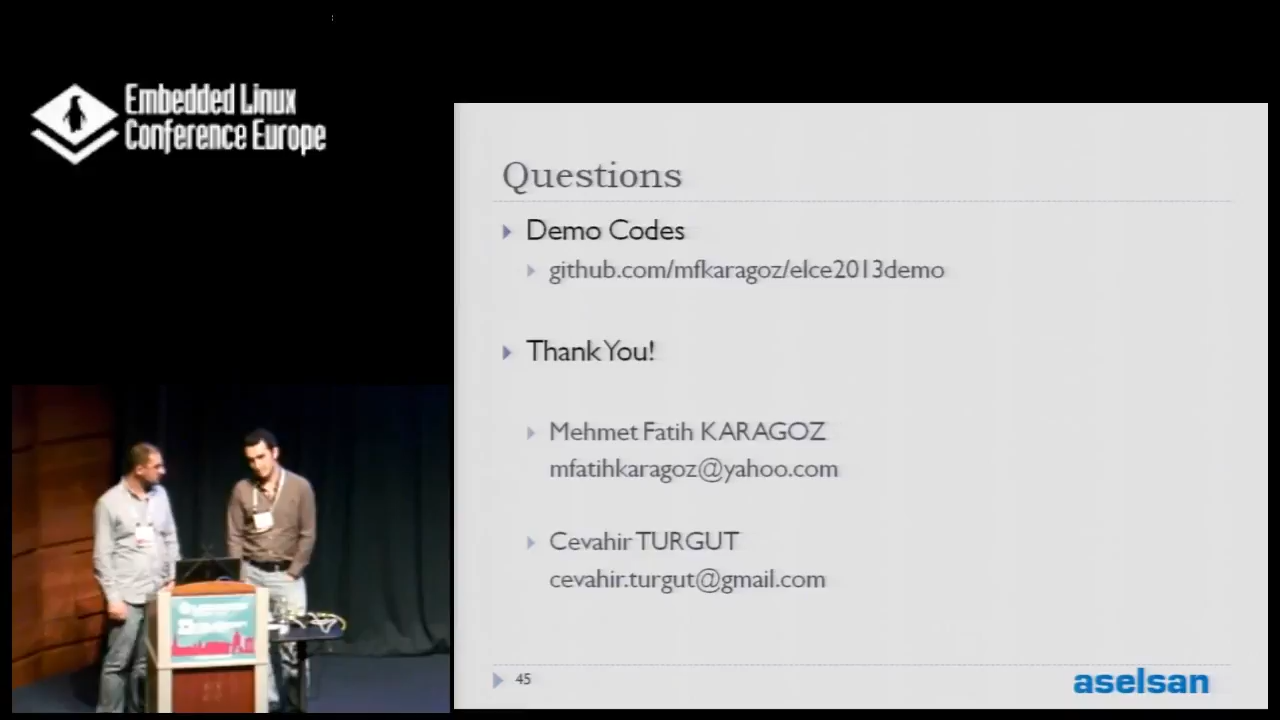 Embedded Linux
Conference Europe
Questions
Demo Codes
github.com/mfkaragoz/elce2013demo
Thank You!
Mehmet Fatih KARAGOZ
mfatihkaragoz@yahoo.com
Cevahir TURGUT
cevahir.turgut@gmail.com
45
aselsan